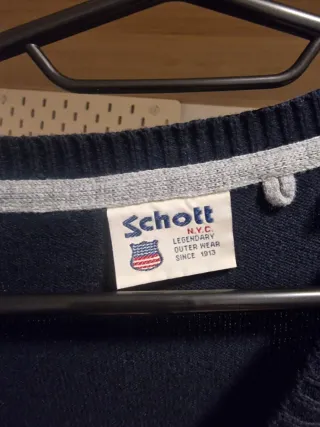 Schott
N.Y.C.
LEGENDARY
OUTER WEAR
SINCE 1913